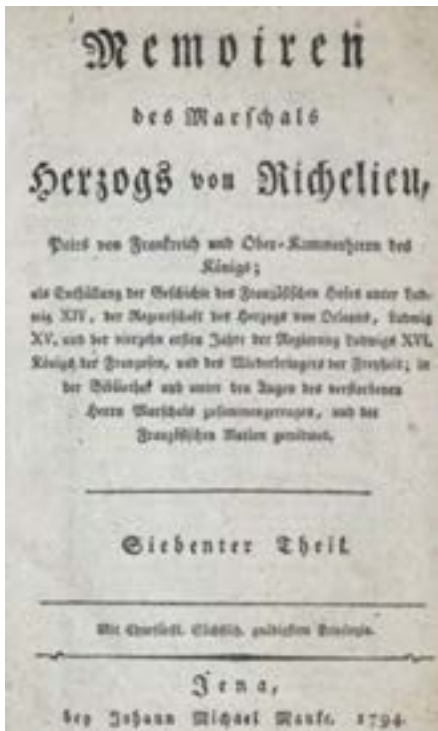 Memoiren
des Marschals
Herzogs von Richelieu,
Pairs von Frankreich und Ober-Kammerherrn des
Königs;
als Enthüllung der Geschichte des Französischen Hofes unter Lud-
wig XIV, der Regentschaft des Herzogs von Orleans, Ludwig
XV, und der vierzehn ersten Jahre der Regierung Ludwigs XVI,
Königs der Franzosen, und des Wiederbringers der Freyheit; in
der Bibliothek und unter den Augen des verstorbenen
Herrn Marschals zusammengetragen, und der
Französischen Nation gewidmet.
Siebenter Theil.
Mit Churfürstl. Sächsisch. gnädigstem Privilegio.
Jena,
bey Johann Michael Mauke. 1794.